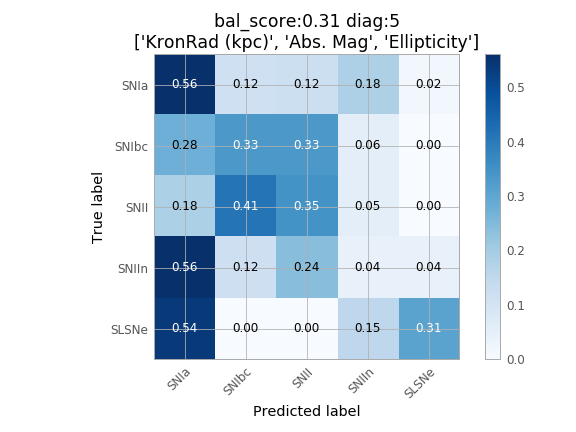 bal_score:0.31 diag:5
['KronRad (kpc)', 'Abs. Mag', 'Ellipticity']
SNIa 0.56 0.12 0.12 0.18 0.02
SNIbc 0.28 0.33 0.33 0.06 0.00
SNII 0.18 0.41 0.35 0.05 0.00
SNIIn 0.56 0.12 0.24 0.04 0.04
SLSNe 0.54 0.00 0.00 0.15 0.31
True label
SNIa SNIbc SNII SNIIn SLSNe
Predicted label
0.5
0.4
0.3
0.2
0.1
0.0